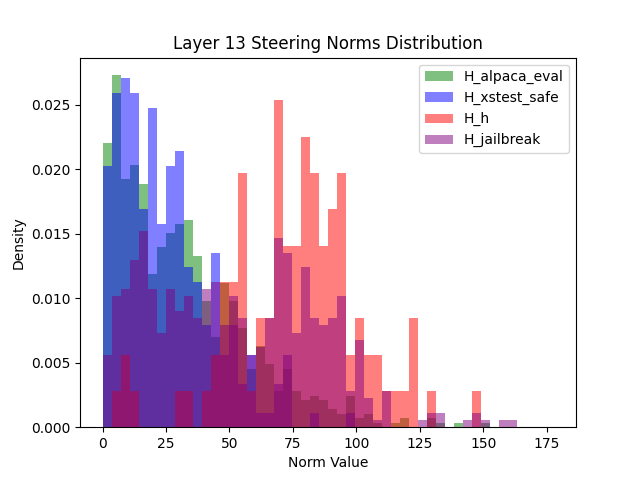 Layer 13 Steering Norms Distribution
H_alpaca_eval
H_xstest_safe
H_h
H_jailbreak
Density
0.025
0.020
0.015
0.010
0.005
0.000
0 25 50 75 100 125 150 175
Norm Value